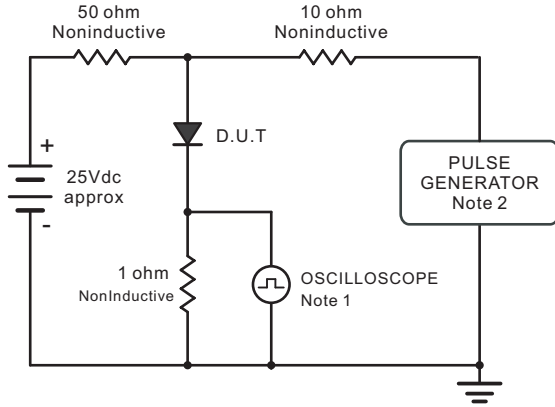 50 ohm
Noninductive
10 ohm
Noninductive
+
D.U.T
25Vdc
approx
-
PULSE
GENERATOR
Note 2
1 ohm
NonInductive
OSCILLOSCOPE
Note 1